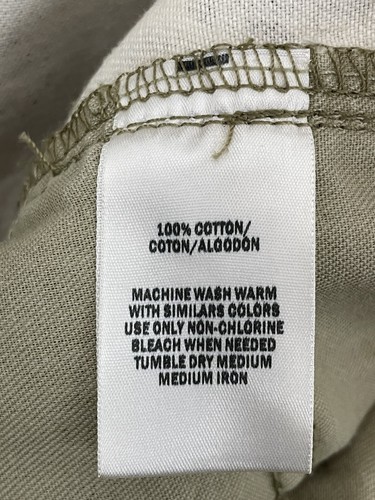 100% COTTON/
COTON/ALGODÓN
MACHINE WASH WARM
WITH SIMILARS COLORS
USE ONLY NON-CHLORINE
BLEACH WHEN NEEDED
TUMBLE DRY MEDIUM
MEDIUM IRON